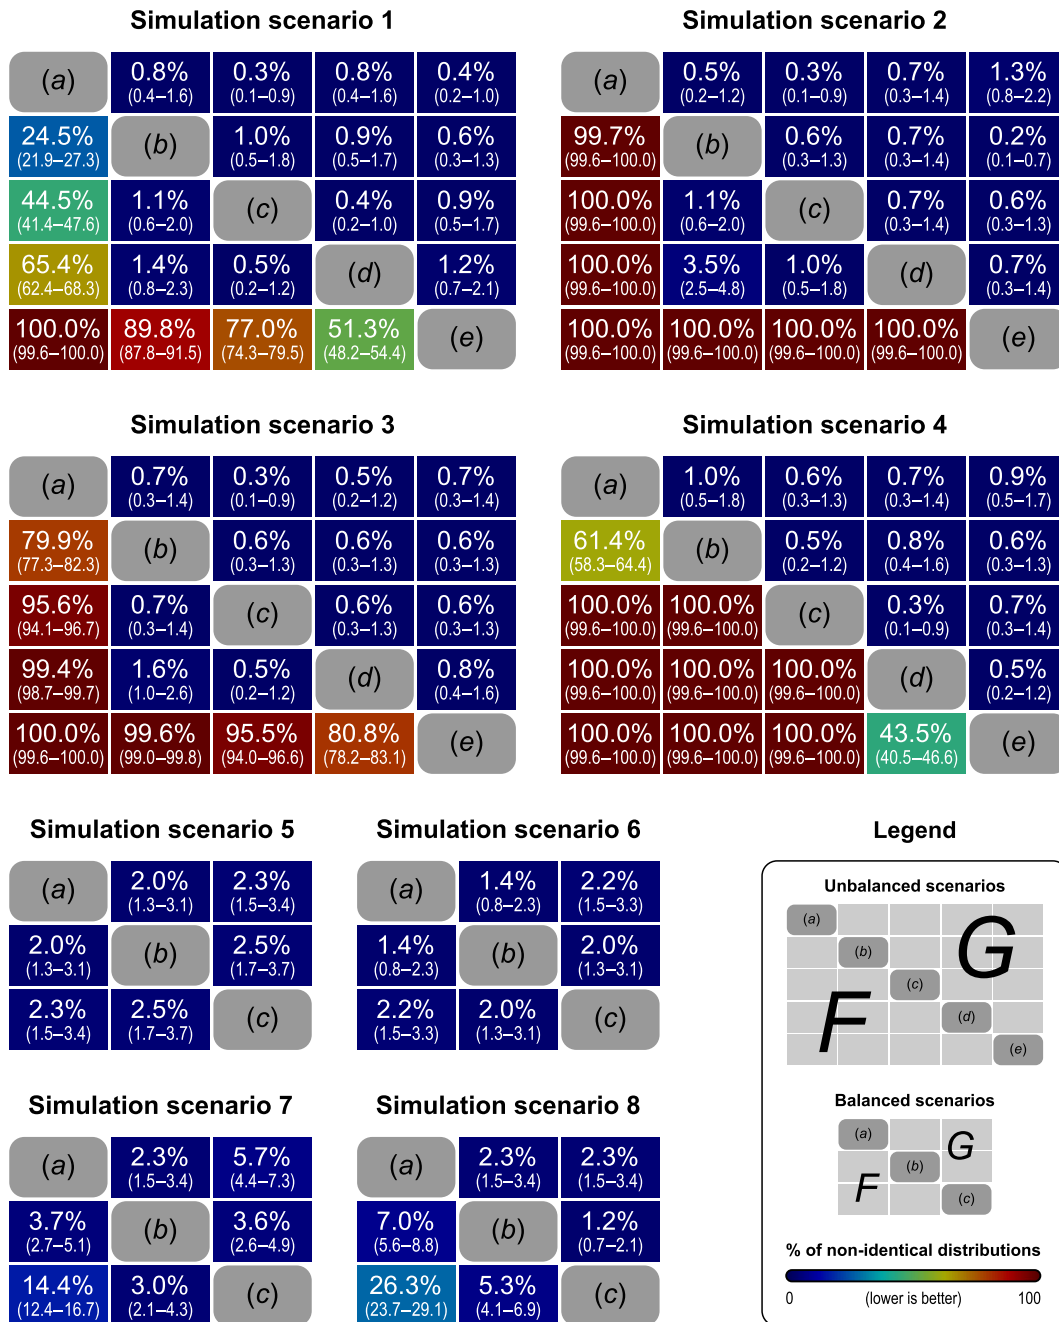 Simulation scenario 1
(a) 0.8% 0.3% 0.8% 0.4%
(0.4–1.6) (0.1–0.9) (0.4–1.6) (0.2–1.0)
24.5% (b) 1.0% 0.9% 0.6%
(21.9–27.3) (0.5–1.8) (0.5–1.7) (0.3–1.3)
44.5% 1.1% (c) 0.4% 0.9%
(41.4–47.6) (0.6–2.0) (0.2–1.0) (0.5–1.7)
65.4% 1.4% 0.5% (d) 1.2%
(62.4–68.3) (0.8–2.3) (0.2–1.2) (0.7–2.1)
100.0% 89.8% 77.0% 51.3% (e)
(99.6–100.0) (87.8–91.5) (74.3–79.5) (48.2–54.4)
Simulation scenario 2
(a) 0.5% 0.3% 0.7% 1.3%
(0.2–1.2) (0.1–0.9) (0.3–1.4) (0.8–2.2)
99.7% (b) 0.6% 0.7% 0.2%
(99.6–100.0) (0.3–1.3) (0.3–1.4) (0.1–0.7)
100.0% 1.1% (c) 0.7% 0.6%
(99.6–100.0) (0.6–2.0) (0.3–1.4) (0.3–1.3)
100.0% 3.5% 1.0% (d) 0.7%
(99.6–100.0) (2.5–4.8) (0.5–1.8) (0.3–1.4)
100.0% 100.0% 100.0% 100.0% (e)
(99.6–100.0) (99.6–100.0) (99.6–100.0) (99.6–100.0)
Simulation scenario 3
(a) 0.7% 0.3% 0.5% 0.7%
(0.3–1.4) (0.1–0.9) (0.2–1.2) (0.3–1.4)
79.9% (b) 0.6% 0.6% 0.6%
(77.3–82.3) (0.3–1.3) (0.3–1.3) (0.3–1.3)
95.6% 0.7% (c) 0.6% 0.6%
(94.1–96.7) (0.3–1.4) (0.3–1.3) (0.3–1.3)
99.4% 1.6% 0.5% (d) 0.8%
(98.7–99.7) (1.0–2.6) (0.2–1.2) (0.4–1.6)
100.0% 99.6% 95.5% 80.8% (e)
(99.6–100.0) (99.0–99.8) (94.0–96.6) (78.2–83.1)
Simulation scenario 4
(a) 1.0% 0.6% 0.7% 0.9%
(0.5–1.8) (0.3–1.3) (0.3–1.4) (0.5–1.7)
61.4% (b) 0.5% 0.8% 0.6%
(58.3–64.4) (0.2–1.2) (0.4–1.6) (0.3–1.3)
100.0% 100.0% (c) 0.3% 0.7%
(99.6–100.0) (99.6–100.0) (0.1–0.9) (0.3–1.4)
100.0% 100.0% 100.0% (d) 0.5%
(99.6–100.0) (99.6–100.0) (99.6–100.0) (0.2–1.2)
100.0% 100.0% 100.0% 43.5% (e)
(99.6–100.0) (99.6–100.0) (99.6–100.0) (40.5–46.6)
Simulation scenario 5
(a) 2.0% 2.3%
(1.3–3.1) (1.5–3.4)
2.0% (b) 2.5%
(1.3–3.1) (1.7–3.7)
2.3% 2.5% (c)
(1.5–3.4) (1.7–3.7)
Simulation scenario 6
(a) 1.4% 2.2%
(0.8–2.3) (1.5–3.3)
1.4% (b) 2.0%
(0.8–2.3) (1.3–3.1)
2.2% 2.0% (c)
(1.5–3.3) (1.3–3.1)
Simulation scenario 7
(a) 2.3% 5.7%
(1.5–3.4) (4.4–7.3)
3.7% (b) 3.6%
(2.7–5.1) (2.6–4.9)
14.4% 3.0% (c)
(12.4–16.7) (2.1–4.3)
Simulation scenario 8
(a) 2.3% 2.3%
(1.5–3.4) (1.5–3.4)
7.0% (b) 1.2%
(5.6–8.8) (0.7–2.1)
26.3% 5.3% (c)
(23.7–29.1) (4.1–6.9)
Legend
Unbalanced scenarios
(a)
(b) G
(c)
F (d)
(e)
Balanced scenarios
(a) G
(b)
F (c)
% of non-identical distributions
0 (lower is better) 100